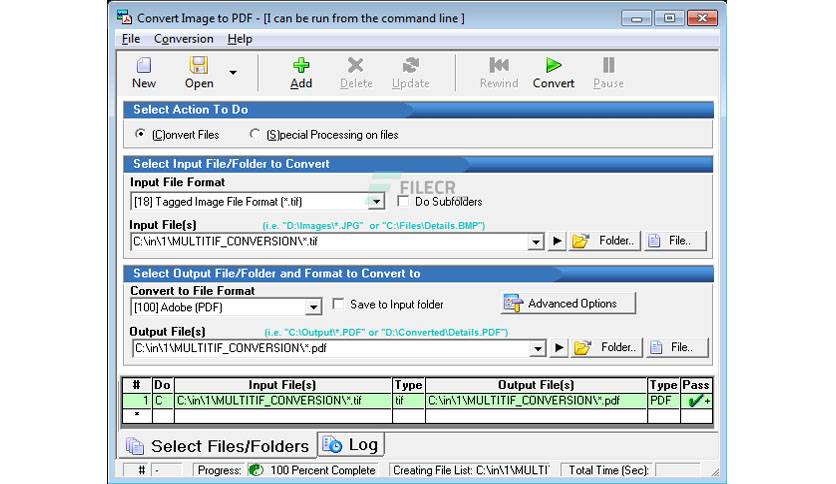 Convert Image to PDF - [I can be run from the command line ]
File Conversion Help
New Open Add Delete Update Rewind Convert Pause
Select Action To Do
(C)onvert Files (S)pecial Processing on files
Select Input File/Folder to Convert
Input File Format
FILECR
[18] Tagged Image File Format (*.tif) Do Subfolders
Input File(s) (i.e. "D:\Images\*.JPG" or "C:\Files\Details.BMP")
C:\in\1\MULTITIF_CONVERSION\*.tif Folder.. File..
Select Output File/Folder and Format to Convert to
Convert to File Format
[100] Adobe (PDF) Save to Input folder Advanced Options
Output File(s) (i.e. "C:\Output\*.PDF" or "D:\Converted\Details.PDF")
C:\in\1\MULTITIF_CONVERSION\*.pdf Folder.. File..
# Do Input File(s) Type Output File(s) Type Pass
1 C C:\in\1\MULTITIF_CONVERSION\*.tif tif C:\in\1\MULTITIF_CONVERSION\*.pdf PDF +
*
Select Files/Folders Log
# - Progress: 100 Percent Complete Creating File List: C:\in\1\MULTI Total Time (Sec):